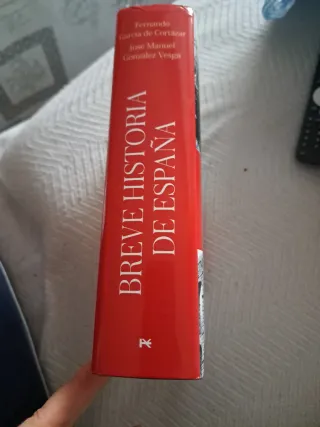 Fernando
García de Cortázar
José Manuel
González Vesga
BREVE HISTORIA
DE ESPAÑA